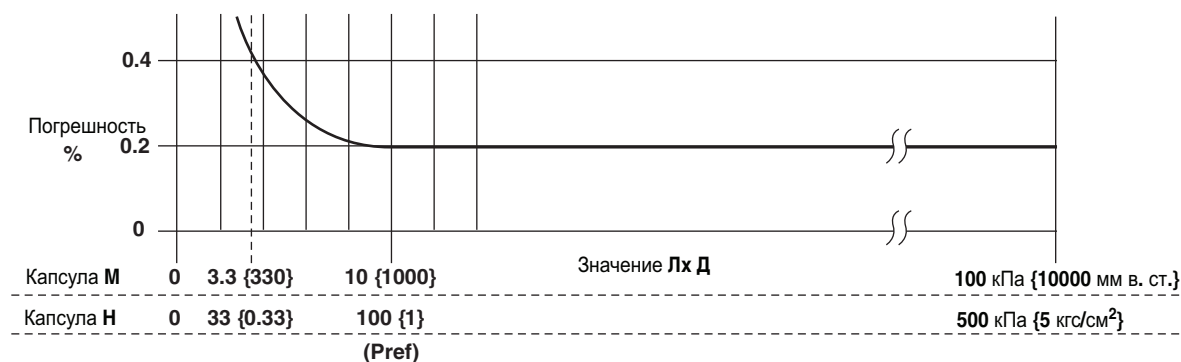 0.4
Погрешность
%
0.2
0
Значение Лх Д
Капсула М 0 3.3 {330} 10 {1000} 100 кПа {10000 мм в. ст.}
Капсула Н 0 33 {0.33} 100 {1} 500 кПа {5 кгс/см²}
(Pref)